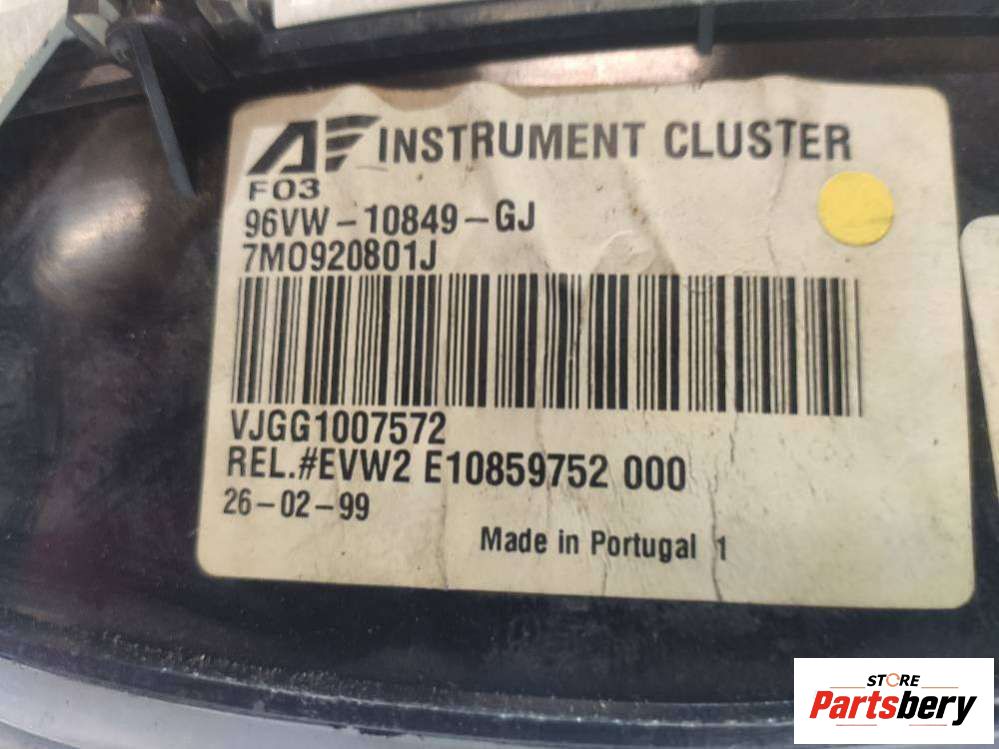 AF INSTRUMENT CLUSTER
F03
96VW-10849-GJ
7M0920801J
VJGG1007572
REL.#EVW2 E10859752 000
26-02-99
Made in Portugal 1
STORE
Partsbery